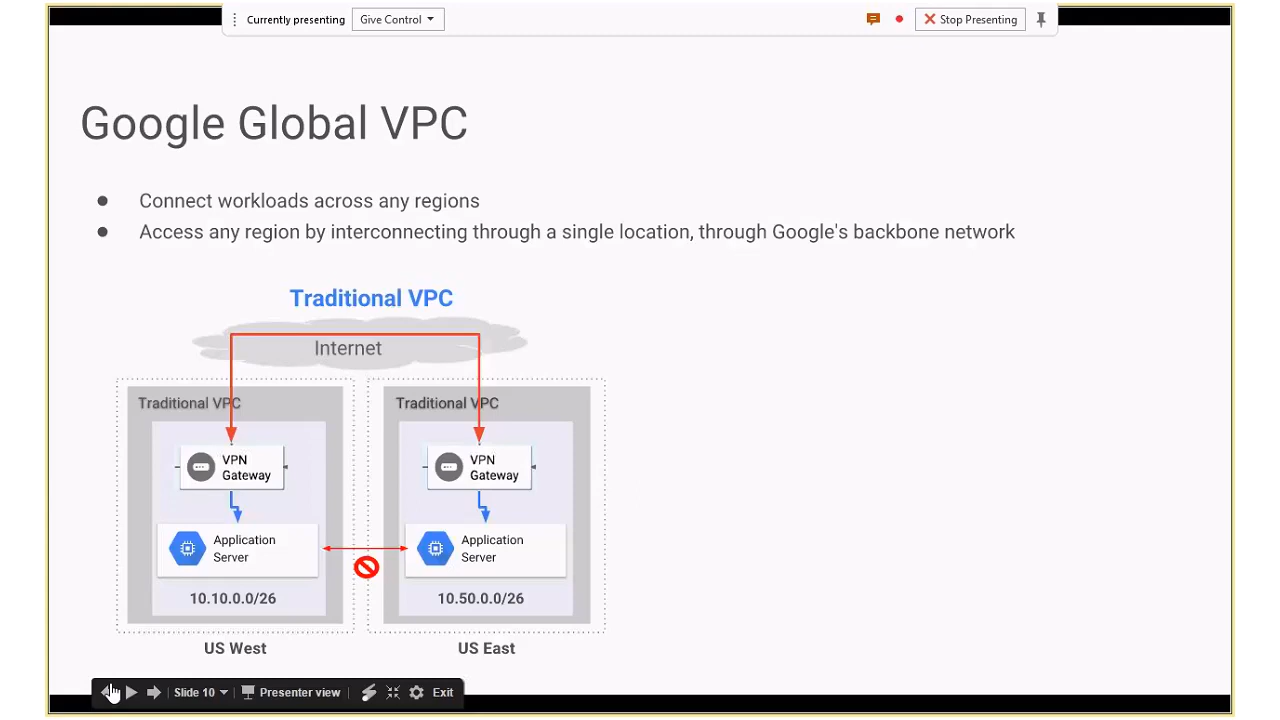 Currently presenting
Give Control
Stop Presenting
Google Global VPC
● Connect workloads across any regions
● Access any region by interconnecting through a single location, through Google's backbone network
Traditional VPC
Internet
Traditional VPC
VPN
Gateway
Application
Server
10.10.0.0/26
US West
Traditional VPC
VPN
Gateway
Application
Server
10.50.0.0/26
US East
Slide 10
Presenter view
Exit